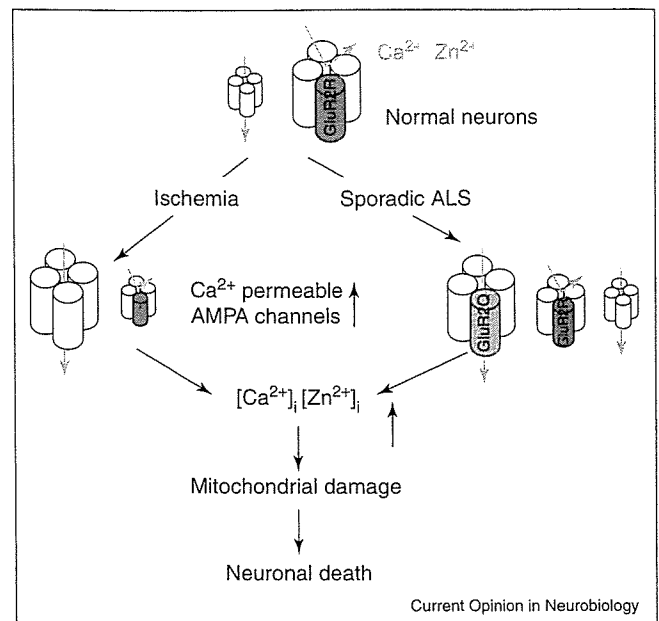 Ca²⁺ Zn²⁺
GluR2R
Normal neurons
Ischemia
Sporadic ALS
Ca²⁺ permeable
AMPA channels
GluR2Q
GluR2R
[Ca²⁺]i [Zn²⁺]i
Mitochondrial damage
Neuronal death
Current Opinion in Neurobiology